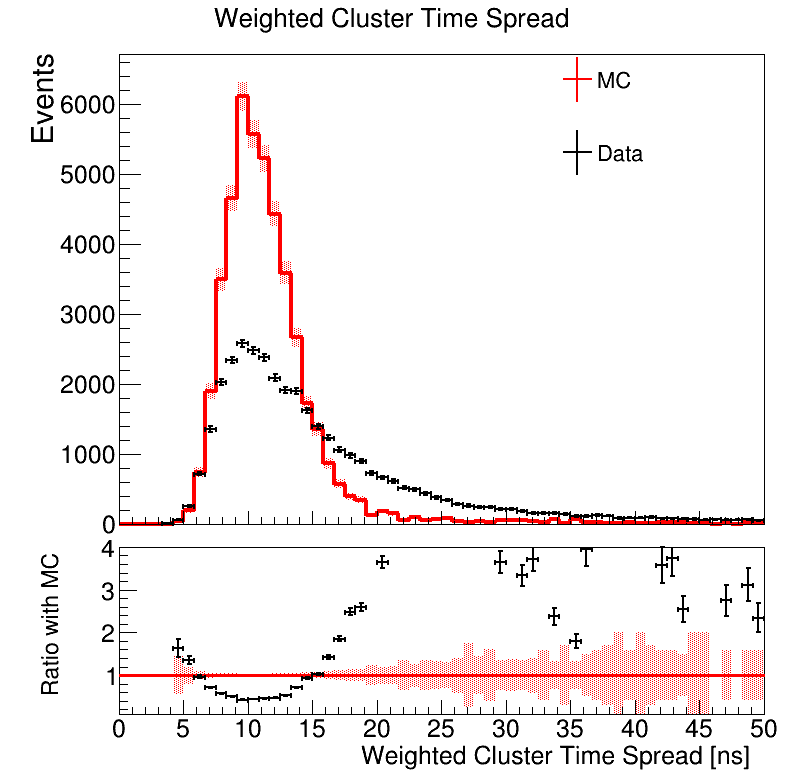 Weighted Cluster Time Spread
Events
6000
5000
4000
3000
2000
1000
0
MC
Data
Ratio with MC
4
3
2
1
0 5 10 15 20 25 30 35 40 45 50
Weighted Cluster Time Spread [ns]